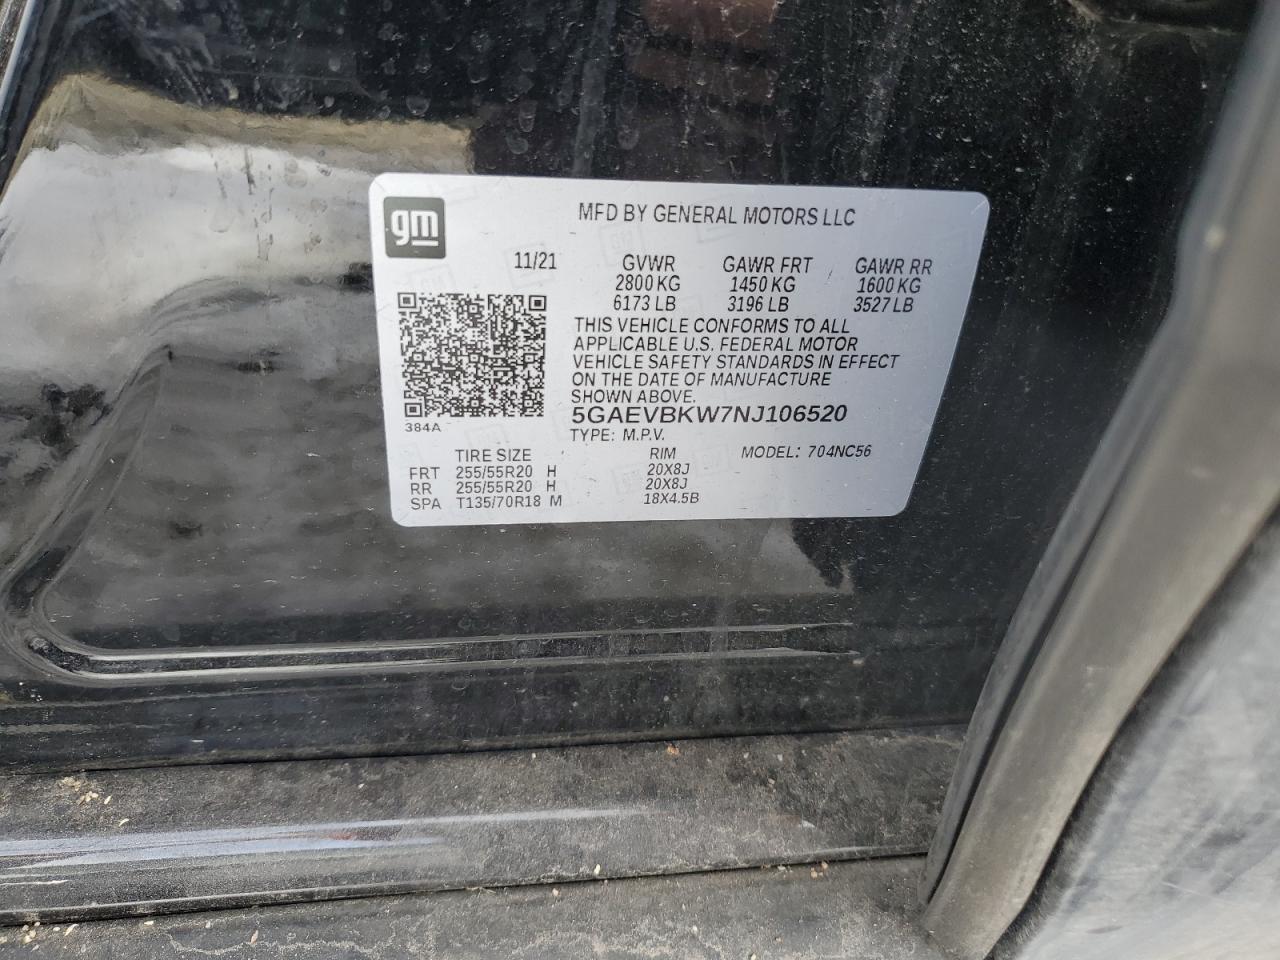 gm
MFD BY GENERAL MOTORS LLC
11/21 GVWR GAWR FRT GAWR RR
2800 KG 1450 KG 1600 KG
6173 LB 3196 LB 3527 LB
THIS VEHICLE CONFORMS TO ALL
APPLICABLE U.S. FEDERAL MOTOR
VEHICLE SAFETY STANDARDS IN EFFECT
ON THE DATE OF MANUFACTURE
SHOWN ABOVE.
5GAEVBKW7NJ106520
384A
TYPE: M.P.V.
TIRE SIZE RIM MODEL: 704NC56
FRT 255/55R20 H 20X8J
RR 255/55R20 H 20X8J
SPA T135/70R18 M 18X4.5B